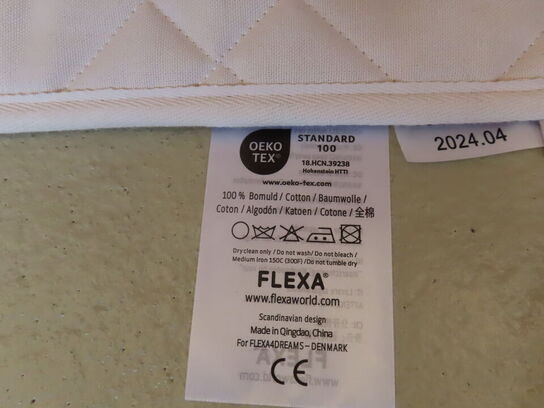 OEKO
TEX®
STANDARD
100
18.HCN.39238
Hohenstein HTTI
www.oeko-tex.com
2024.04
100 % Bomuld / Cotton / Baumwolle /
Coton / Algodón / Katoen / Cotone / 全棉
Dry clean only / Do not wash/ Do not bleach /
Medium Iron 150C (300F) /Do not tumble dry
FLEXA®
www.flexaworld.com
Scandinavian design
Made in Qingdao, China
For FLEXA4DREAMS – DENMARK
CE